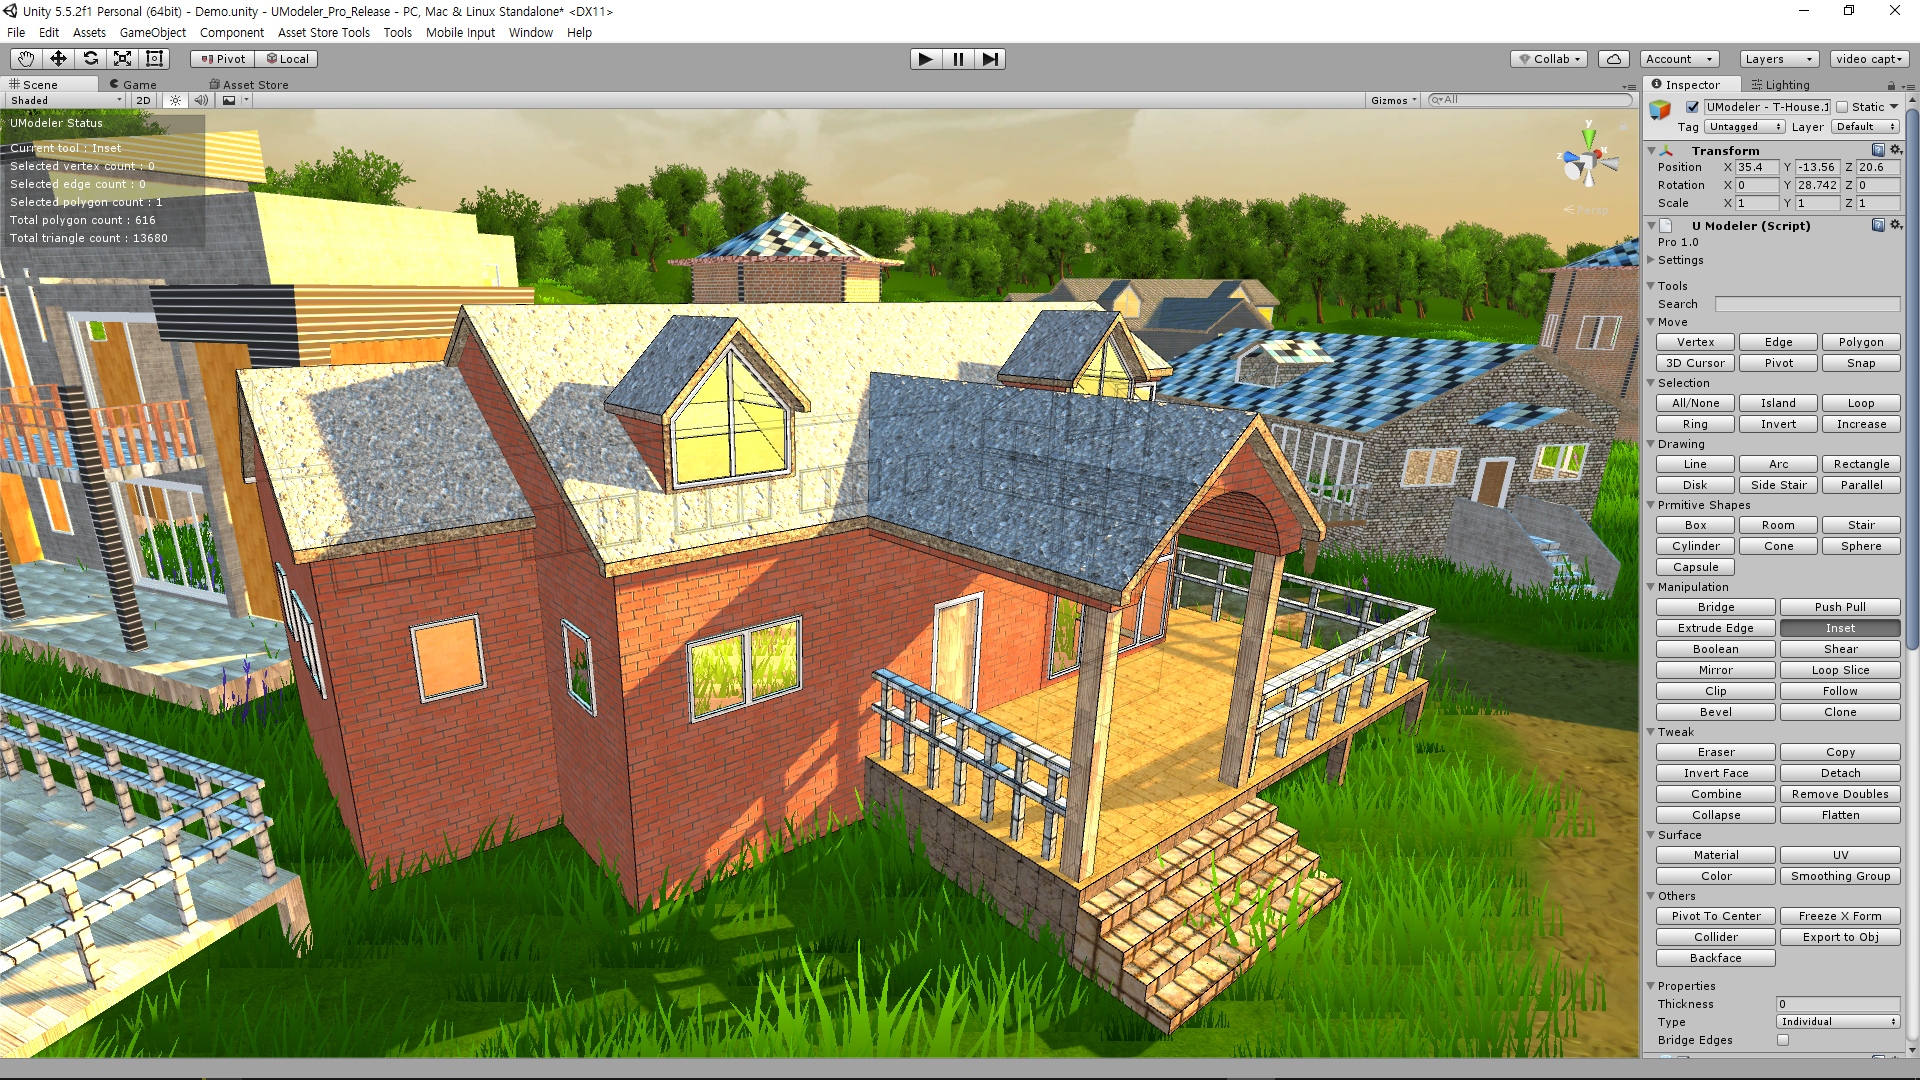 Unity 5.5.2f1 Personal (64bit) - Demo.unity - UModeler_Pro_Release - PC, Mac & Linux Standalone* <DX11>
File Edit Assets GameObject Component Asset Store Tools Tools Mobile Input Window Help
Pivot Local Collab Account Layers video capt
Scene Game Asset Store Inspector Lighting
Shaded 2D Gizmos All
UModeler - T-House.1 Static
Tag Untagged Layer Default
UModeler Status
Current tool : Inset
Selected vertex count : 0
Selected edge count : 0
Selected polygon count : 1
Total polygon count : 616
Total triangle count : 13680
y
x
z
Persp
Transform
Position X 35.4 Y -13.56 Z 20.6
Rotation X 0 Y 28.742 Z 0
Scale X 1 Y 1 Z 1
U Modeler (Script)
Pro 1.0
Settings
Tools
Search
Move
Vertex Edge Polygon
3D Cursor Pivot Snap
Selection
All/None Island Loop
Ring Invert Increase
Drawing
Line Arc Rectangle
Disk Side Stair Parallel
Prmitive Shapes
Box Room Stair
Cylinder Cone Sphere
Capsule
Manipulation
Bridge Push Pull
Extrude Edge Inset
Boolean Shear
Mirror Loop Slice
Clip Follow
Bevel Clone
Tweak
Eraser Copy
Invert Face Detach
Combine Remove Doubles
Collapse Flatten
Surface
Material UV
Color Smoothing Group
Others
Pivot To Center Freeze X Form
Collider Export to Obj
Backface
Properties
Thickness 0
Type Individual
Bridge Edges